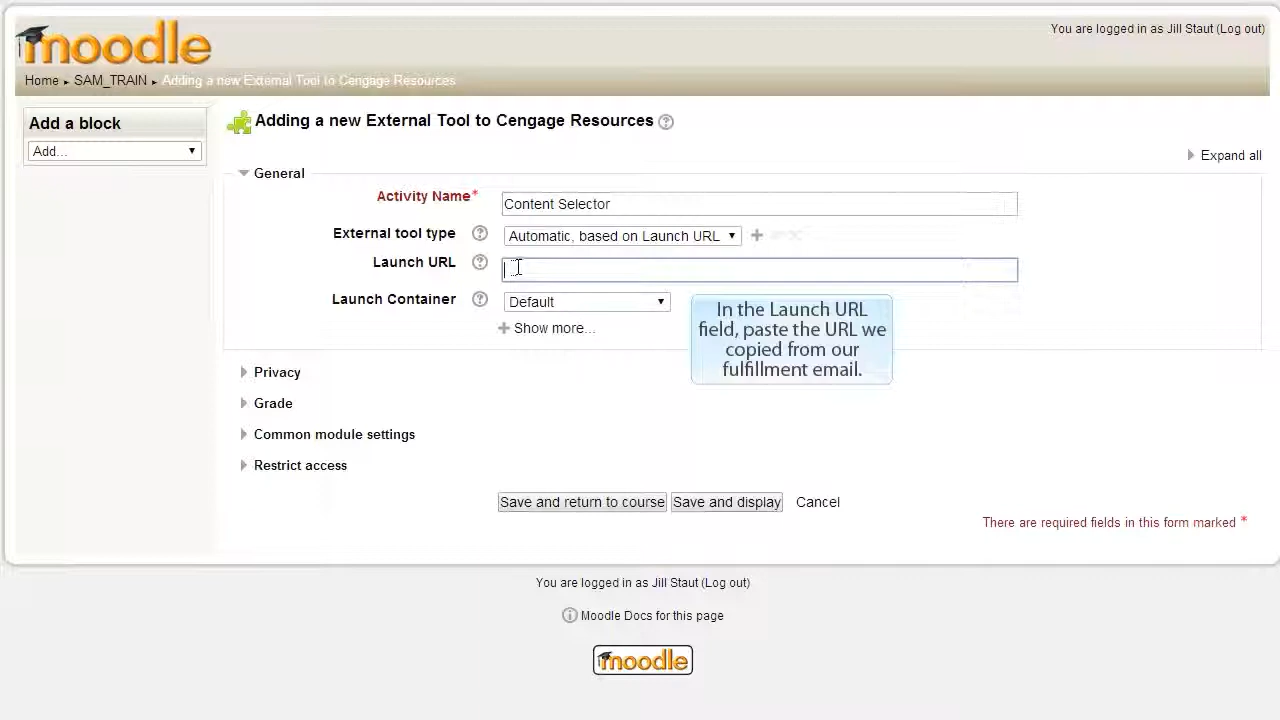 moodle
You are logged in as Jill Staut (Log out)
Home ▸ SAM_TRAIN ▸ Adding a new External Tool to Cengage Resources
Add a block
Add...
Adding a new External Tool to Cengage Resources
Expand all
General
Activity Name*
Content Selector
External tool type
Automatic, based on Launch URL
Launch URL
Launch Container
Default
Show more...
In the Launch URL
field, paste the URL we
copied from our
fulfillment email.
Privacy
Grade
Common module settings
Restrict access
Save and return to course
Save and display
Cancel
There are required fields in this form marked *
You are logged in as Jill Staut (Log out)
Moodle Docs for this page
moodle